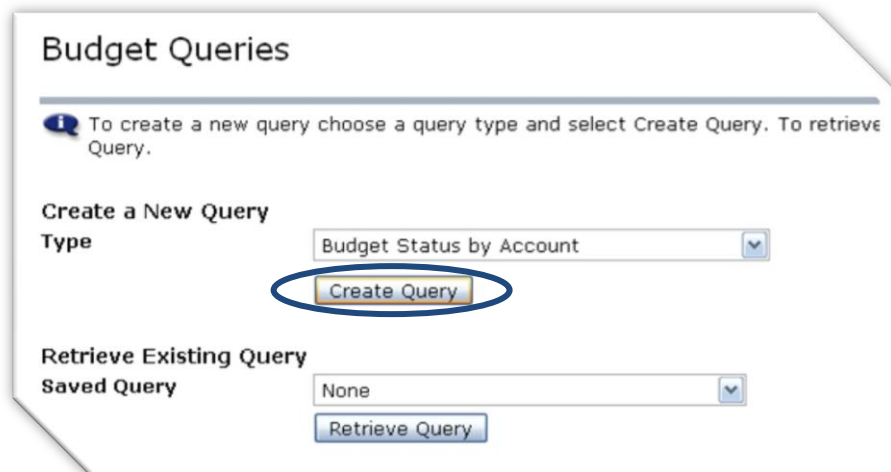 Budget Queries
To create a new query choose a query type and select Create Query. To retrieve
Query.
Create a New Query
Type
Budget Status by Account
Create Query
Retrieve Existing Query
Saved Query
None
Retrieve Query